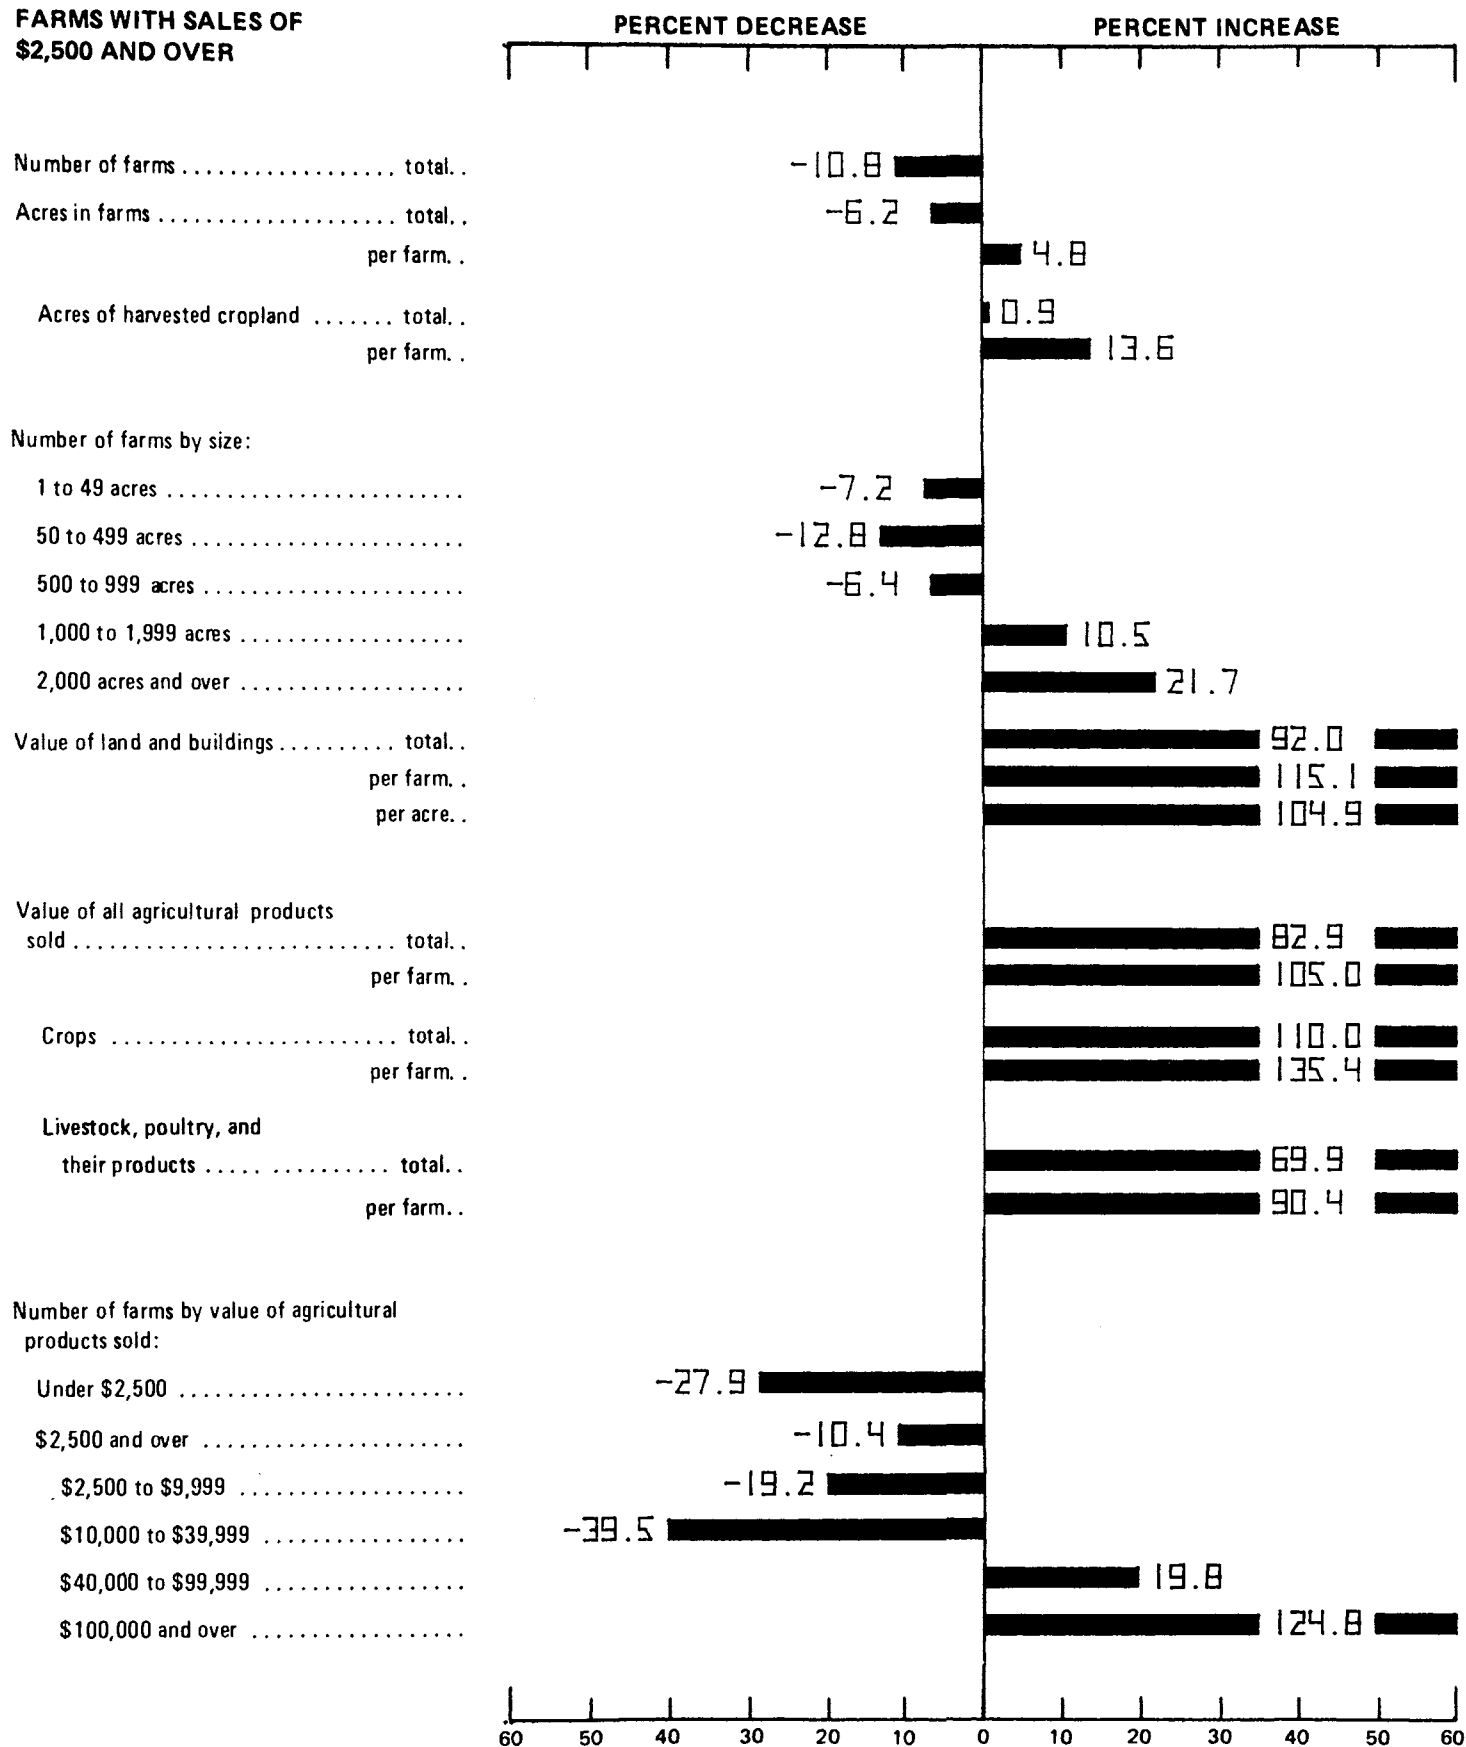 FARMS WITH SALES OF
$2,500 AND OVER
PERCENT DECREASE PERCENT INCREASE
Number of farms .................. total.. -10.8
Acres in farms .................... total.. -6.2
per farm.. 4.8
Acres of harvested cropland ....... total.. 0.9
per farm.. 13.6
Number of farms by size:
1 to 49 acres ......................... -7.2
50 to 499 acres ....................... -12.8
500 to 999 acres ...................... -6.4
1,000 to 1,999 acres ................... 10.5
2,000 acres and over ................... 21.7
Value of land and buildings .......... total.. 92.0
per farm.. 115.1
per acre.. 104.9
Value of all agricultural products
sold ........................... total.. 82.9
per farm.. 105.0
Crops ........................ total.. 110.0
per farm.. 135.4
Livestock, poultry, and
their products ..... .......... total.. 69.9
per farm.. 90.4
Number of farms by value of agricultural
products sold:
Under $2,500 ........................ -27.9
$2,500 and over ...................... -10.4
$2,500 to $9,999 ................... -19.2
$10,000 to $39,999 ................. -39.5
$40,000 to $99,999 ................. 19.8
$100,000 and over .................. 124.8
60 50 40 30 20 10 0 10 20 30 40 50 60